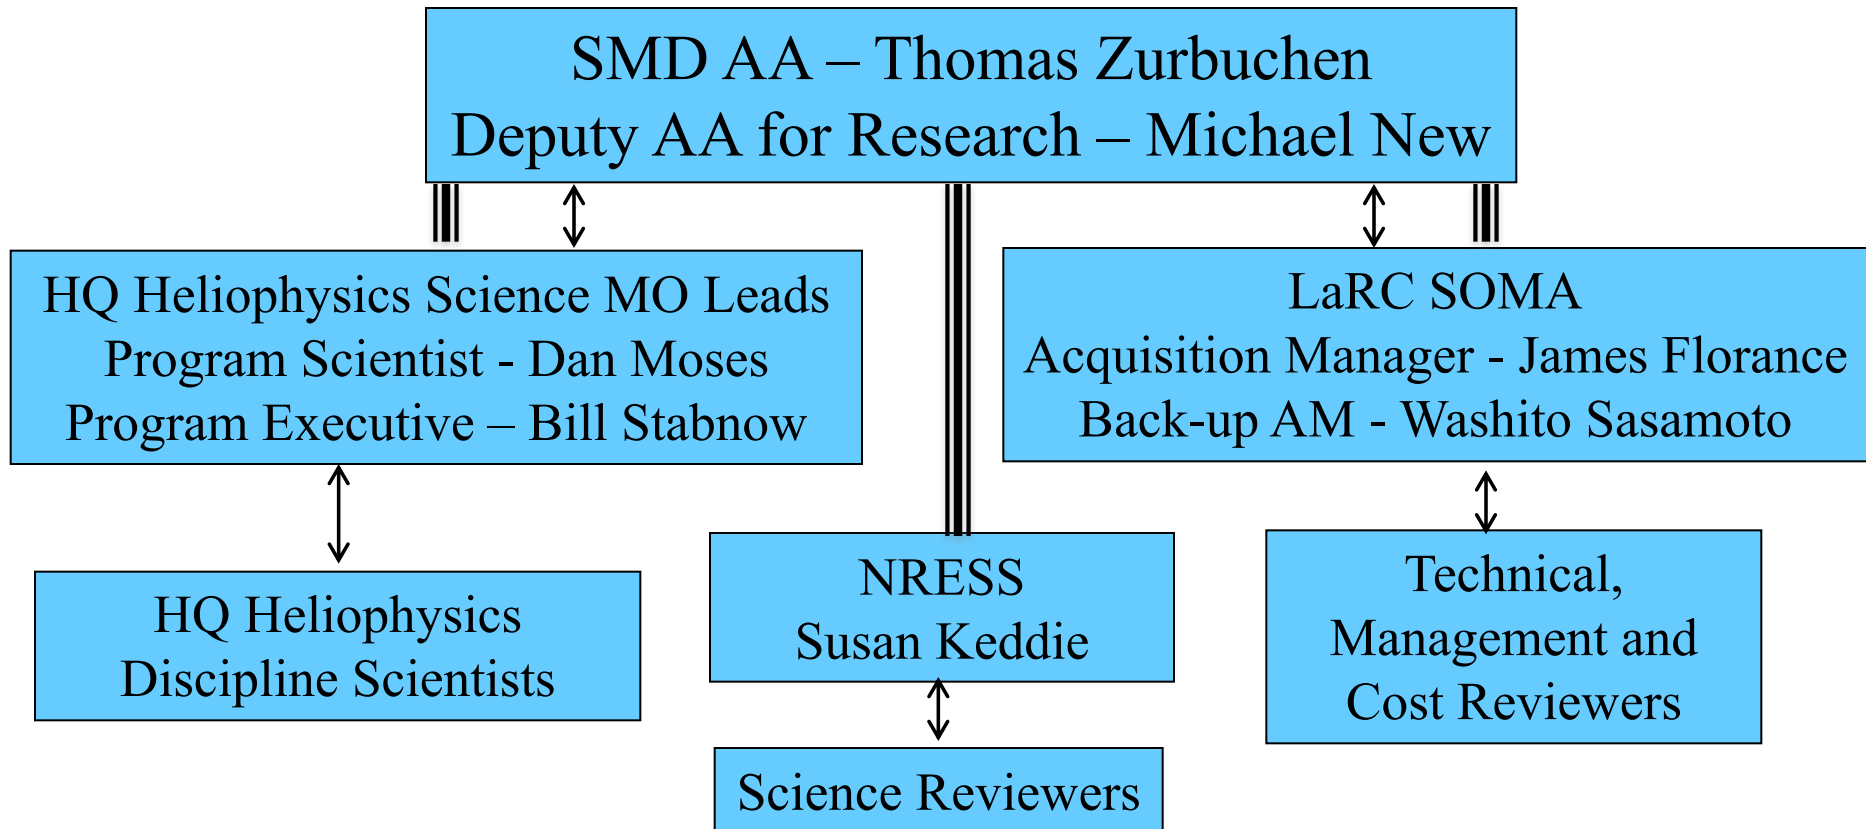 SMD AA – Thomas Zurbuchen
Deputy AA for Research – Michael New
HQ Heliophysics Science MO Leads
Program Scientist - Dan Moses
Program Executive – Bill Stabnow
LaRC SOMA
Acquisition Manager - James Florance
Back-up AM - Washito Sasamoto
HQ Heliophysics
Discipline Scientists
NRESS
Susan Keddie
Technical,
Management and
Cost Reviewers
Science Reviewers